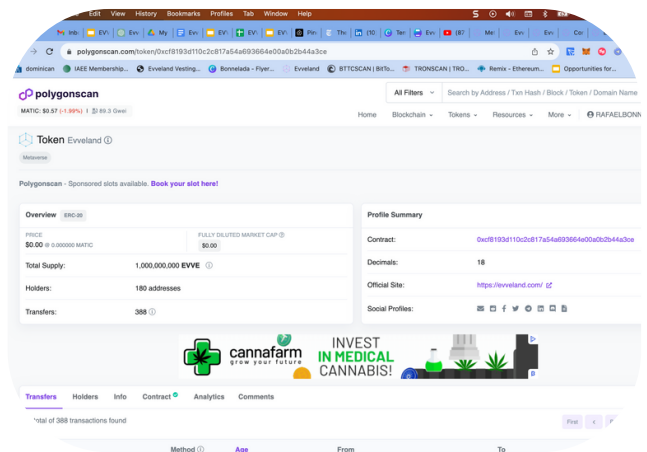 Edit View History Bookmarks Profiles Tab Window Help
polygonscan.com/token/0xcf8193d110c2c817a54a693664e00a0b2b44a3ce
dominican IAEE Membership... Evveland Vesting... Bonnelada - Flyer... Evveland BTTCSCAN | BitTo... TRONSCAN | TRO... Remix - Ethereum... Opportunities for...
polygonscan
All Filters Search by Address / Txn Hash / Block / Token / Domain Name
MATIC: $0.57 (-1.99%) | 89.3 Gwei
Home Blockchain Tokens Resources More RAFAELBONN
Token Evveland
Metaverse
Polygonscan - Sponsored slots available. Book your slot here!
Overview ERC-20
PRICE
$0.00 @ 0.000000 MATIC
FULLY DILUTED MARKET CAP
$0.00
Total Supply: 1,000,000,000 EVVE
Holders: 180 addresses
Transfers: 388
Profile Summary
Contract: 0xcf8193d110c2c817a54a693664e00a0b2b44a3ce
Decimals: 18
Official Site: https://evveland.com/
Social Profiles:
cannafarm
grow your future
INVEST
IN MEDICAL
CANNABIS!
Transfers Holders Info Contract Analytics Comments
total of 388 transactions found
First
Method Age From To